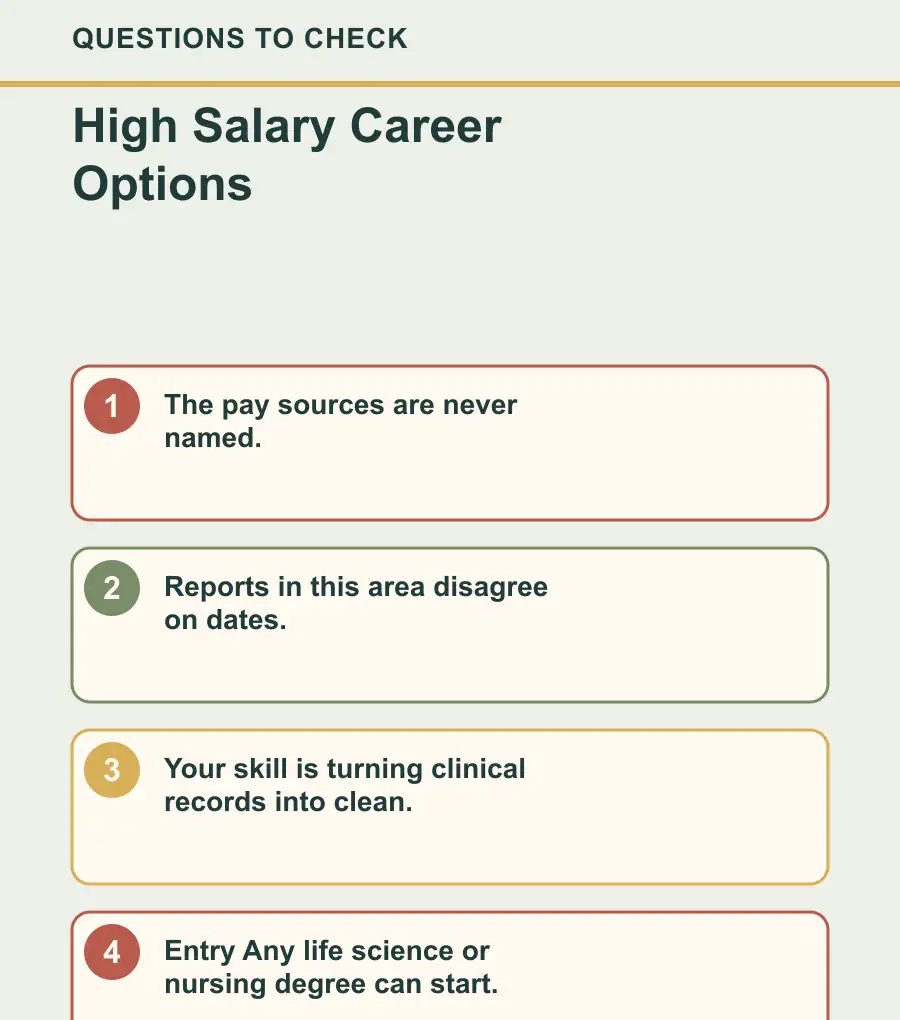 QUESTIONS TO CHECK
High Salary Career
Options
1
The pay sources are never
named.
2
Reports in this area disagree
on dates.
3
Your skill is turning clinical
records into clean.
4
Entry Any life science or
nursing degree can start.